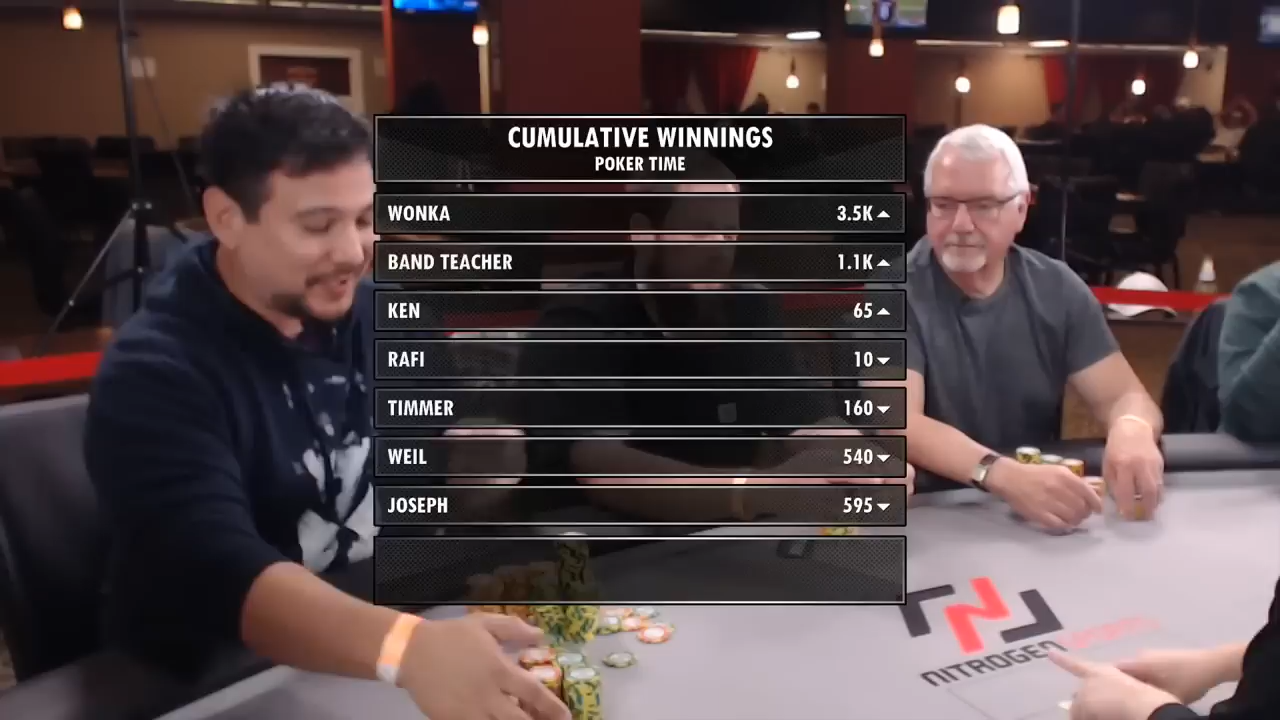 CUMULATIVE WINNINGS
POKER TIME
WONKA 3.5K
BAND TEACHER 1.1K
KEN 65
RAFI 10
TIMMER 160
WEIL 540
JOSEPH 595
NITROGEN SPORTS